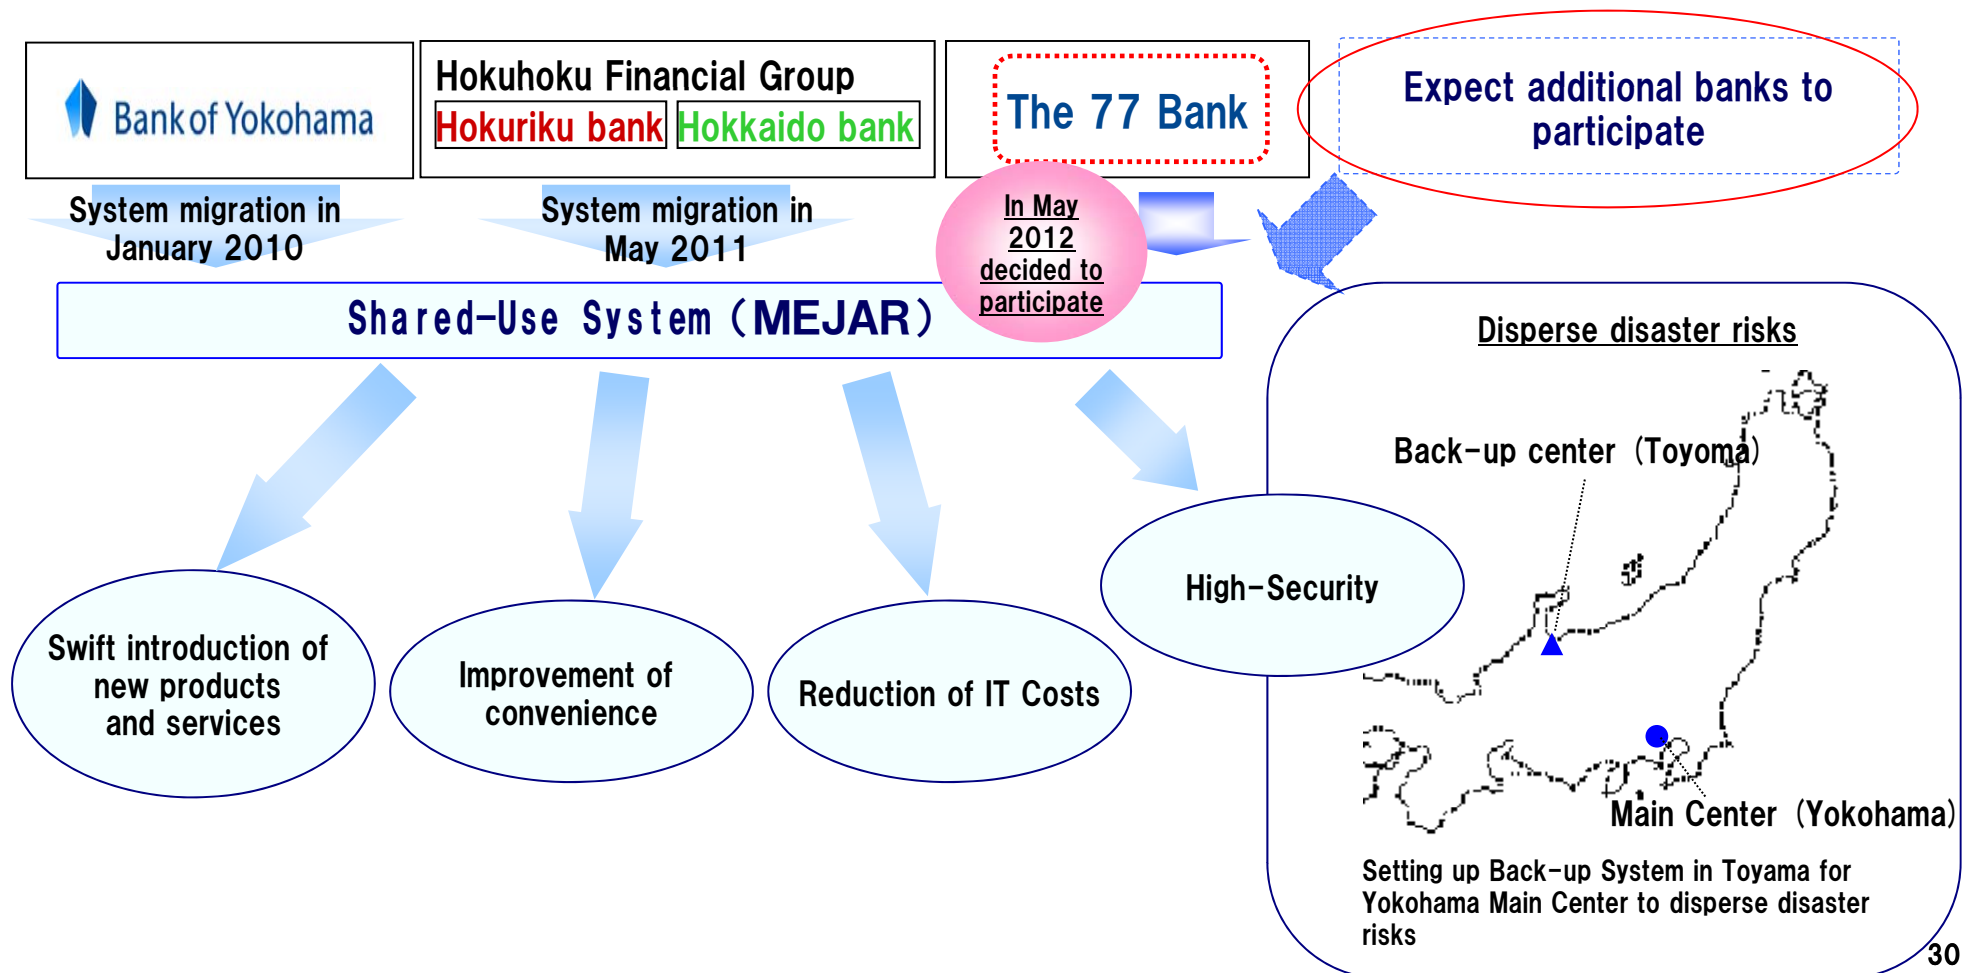 Bank of Yokohama
Hokuhoku Financial Group
Hokuriku bank
Hokkaido bank
The 77 Bank
Expect additional banks to
participate
System migration in
January 2010
System migration in
May 2011
In May
2012
decided to
participate
Shared-Use System (MEJAR)
Swift introduction of
new products
and services
Improvement of
convenience
Reduction of IT Costs
High-Security
Disperse disaster risks
Back-up center (Toyoma)
Main Center (Yokohama)
Setting up Back-up System in Toyama for
Yokohama Main Center to disperse disaster
risks
30